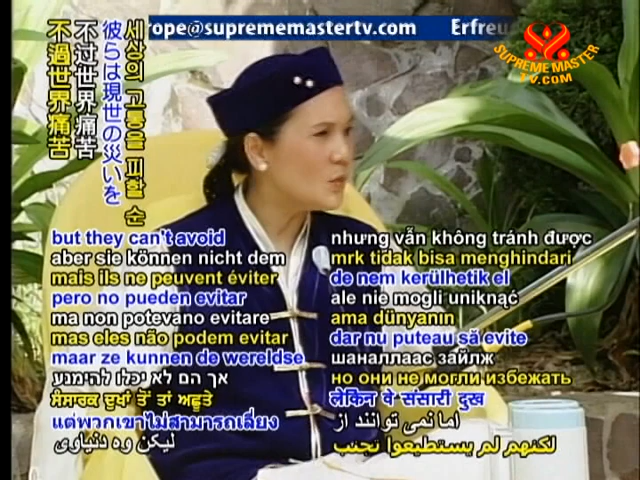 rope@suprememastertv.com Erfreu
SUPREME MASTER
TV.COM
세상의 고통을 피할 순
彼らは現世の災いを
不过世界痛苦
不過世界痛苦
but they can't avoid
aber sie können nicht dem
mais ils ne peuvent éviter
pero no pueden evitar
ma non potevano evitare
mas eles não podem evitar
maar ze kunnen de wereldse
אך הם לא יכלו להימנע
ਸੰਸਾਰਕ ਦੁਖਾਂ ਤੋਂ ਤਾਂ ਅਛੂਤੇ
แต่พวกเขาไม่สามารถเลี่ยง
لیکن وہ دنیاوی
nhưng vẫn không tránh được
mrk tidak bisa menghindari
de nem kerülhetik el
ale nie mogli uniknąć
ama dünyanın
dar nu puteau să evite
шаналлаас зайлж
но они не могли избежать
लेकिन वे संसारी दुख
اما نمی توانند از
لكنهم لم يستطيعوا تجنب